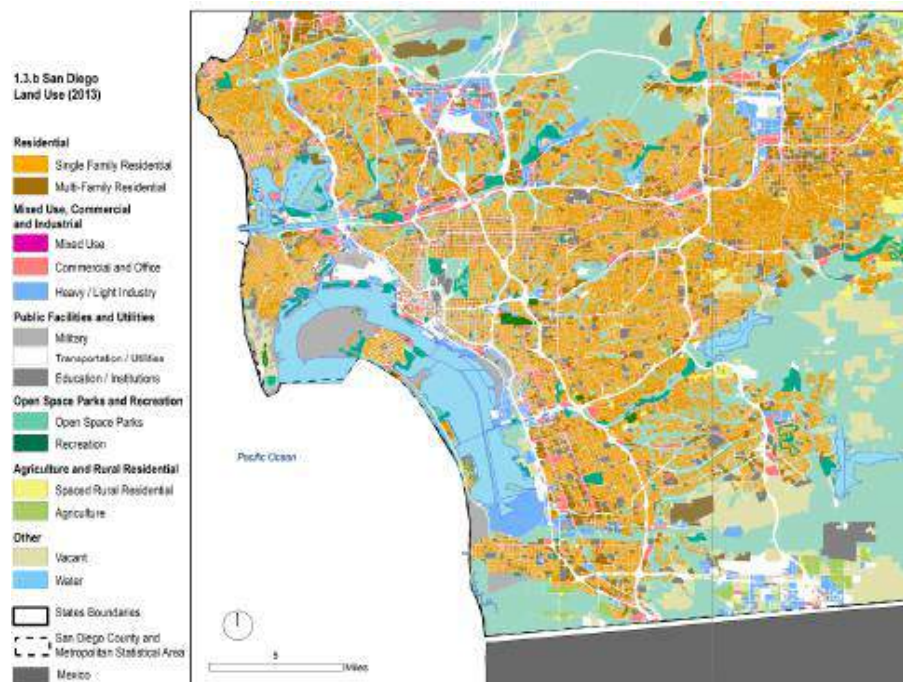 1.3.b San Diego
Land Use (2013)
Residential
Single Family Residential
Multi-Family Residential
Mixed Use, Commercial
and Industrial
Mixed Use
Commercial and Office
Heavy / Light Industry
Public Facilities and Utilities
Military
Transportation / Utilities
Education / Institutions
Open Space Parks and Recreation
Open Space Parks
Recreation
Agriculture and Rural Residential
Spaced Rural Residential
Agriculture
Other
Vacant
Water
States Boundaries
San Diego County and
Metropolitan Statistical Area
Mexico
Pacific Ocean
5
Miles